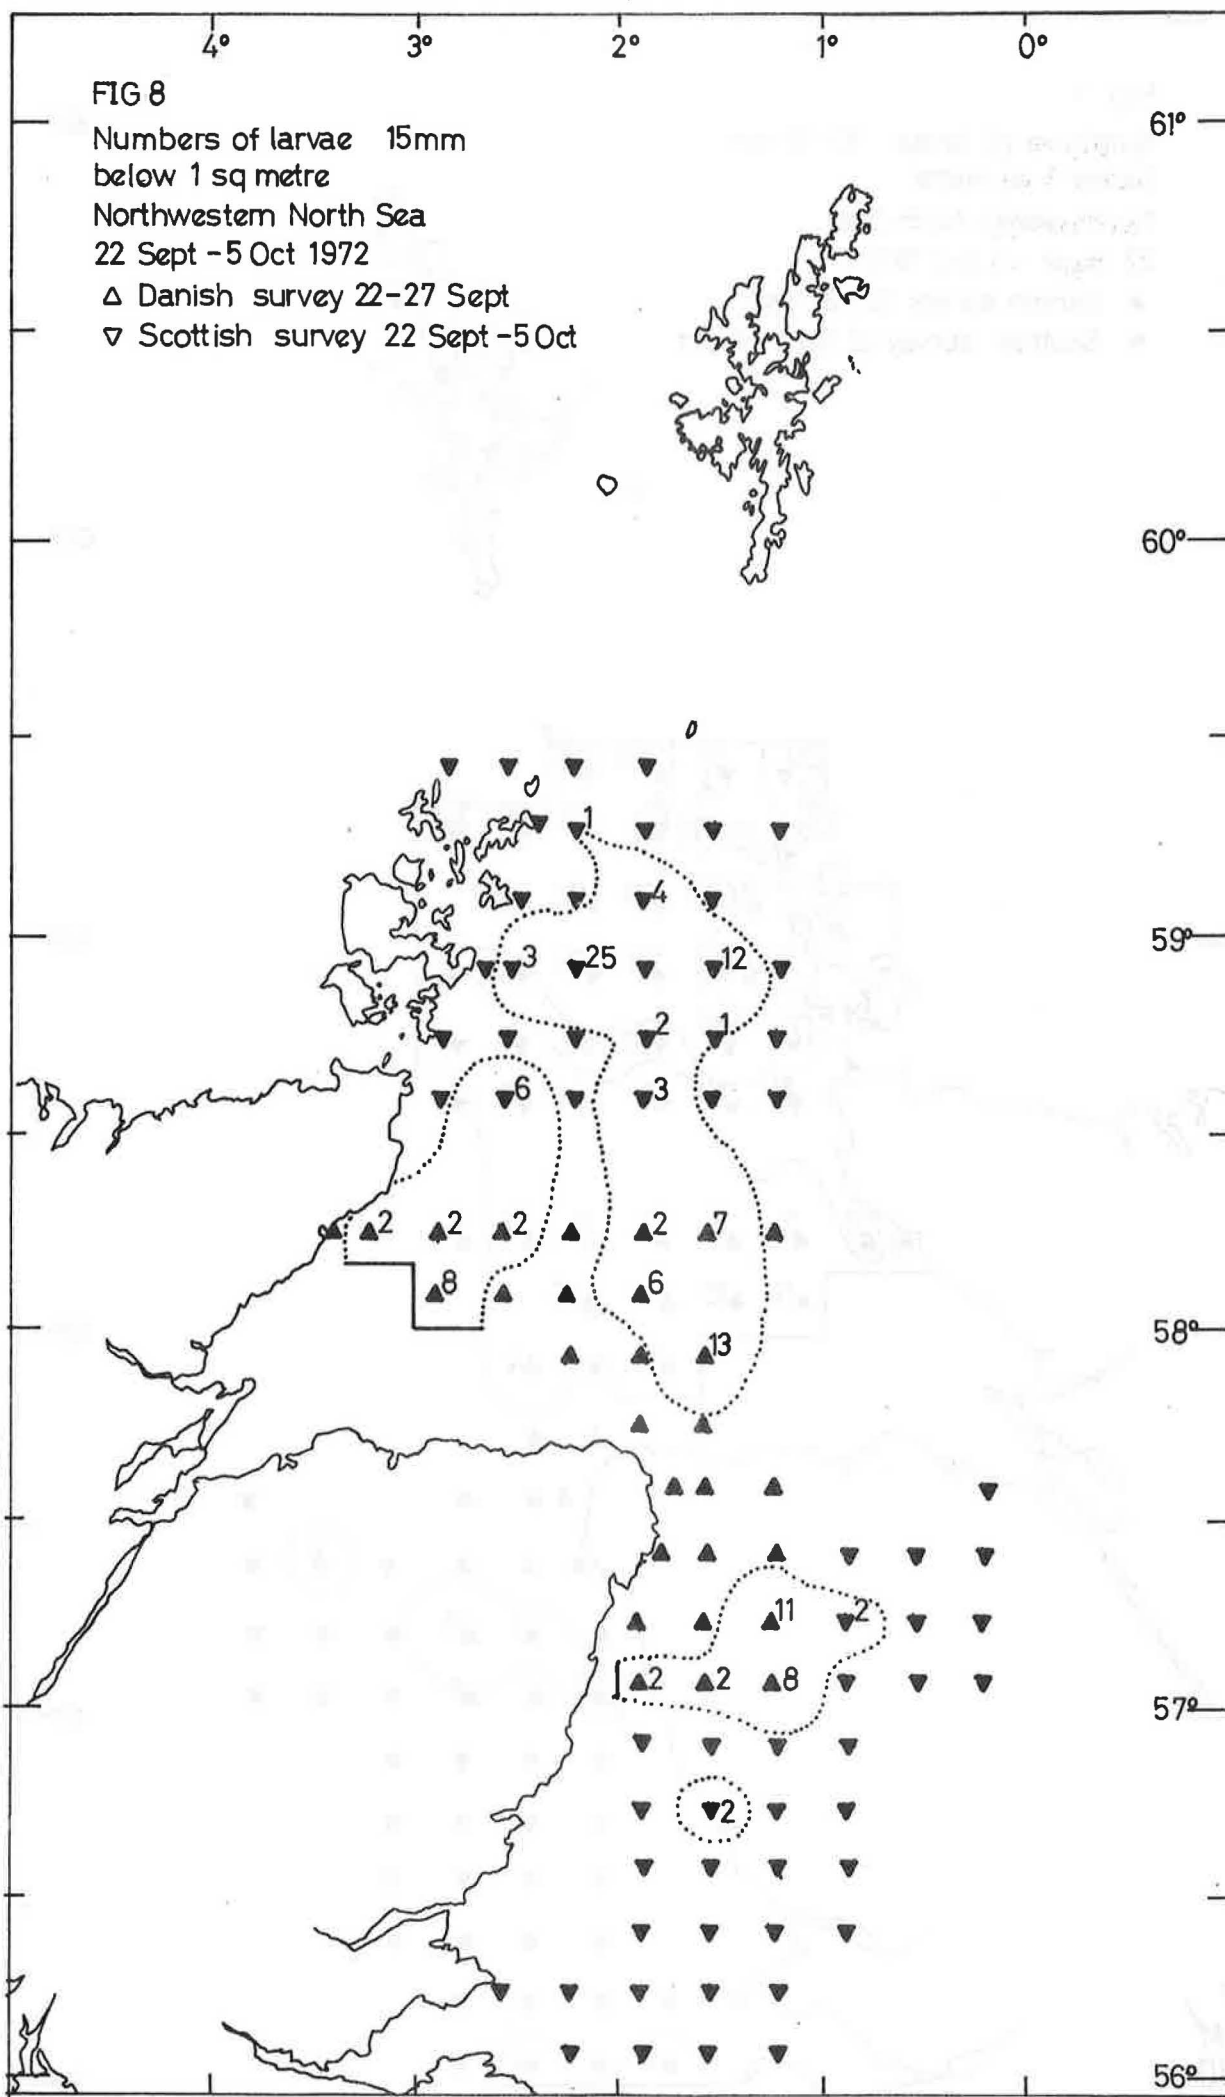 4° 3° 2° 1° 0°
FIG 8
Numbers of larvae 15mm
below 1 sq metre
Northwestern North Sea
22 Sept - 5 Oct 1972
△ Danish survey 22-27 Sept
▽ Scottish survey 22 Sept - 5 Oct
61°
60°
1
4
59°
3 25 12
2 1
6 3
2 2 2 2 7
8 6
58°
13
11 2
2 2 8
57°
2
56°